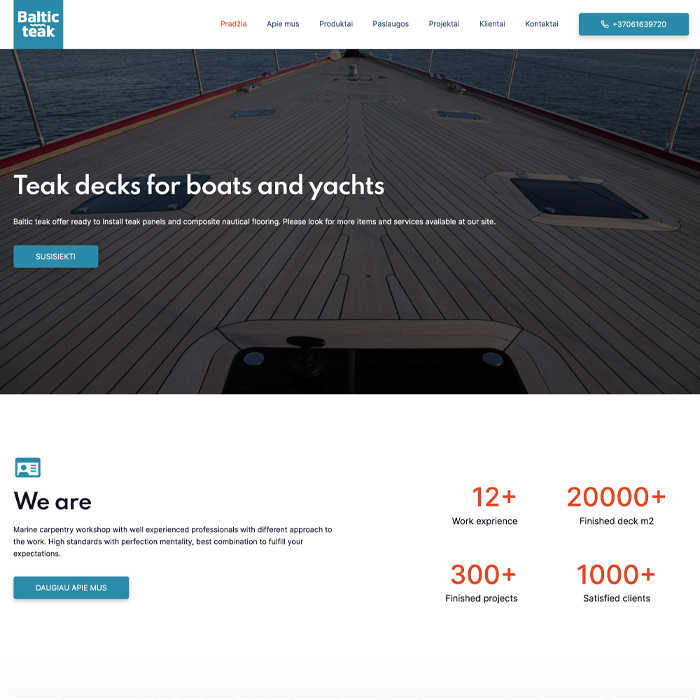 Baltic
teak
Pradžia Apie mus Produktai Paslaugos Projektai Klientai Kontaktai +37061639720
Teak decks for boats and yachts
Baltic teak offer ready to install teak panels and composite nautical flooring. Please look for more items and services available at our site.
SUSISIEKTI
We are
Marine carpentry workshop with well experienced professionals with different approach to
the work. High standards with perfection mentality, best combination to fulfill your
expectations.
DAUGIAU APIE MUS
12+ 20000+
Work exprience Finished deck m2
300+ 1000+
Finished projects Satisfied clients